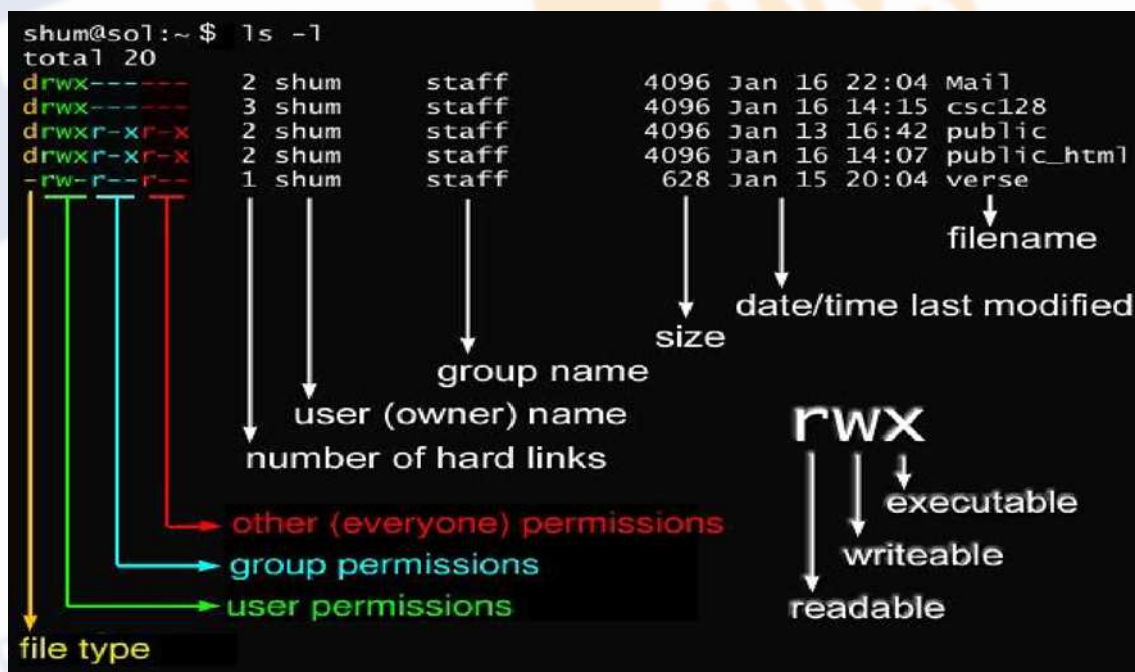 shum@sol:~$ ls -l
total 20
drwx------ 2 shum staff 4096 Jan 16 22:04 Mail
drwx------ 3 shum staff 4096 Jan 16 14:15 csc128
drwxr-xr-x 2 shum staff 4096 Jan 13 16:42 public
drwxr-xr-x 2 shum staff 4096 Jan 16 14:07 public_html
-rw-r--r-- 1 shum staff 628 Jan 15 20:04 verse
filename
date/time last modified
size
group name
user (owner) name
number of hard links
other (everyone) permissions
group permissions
user permissions
file type
rwx
executable
writeable
readable